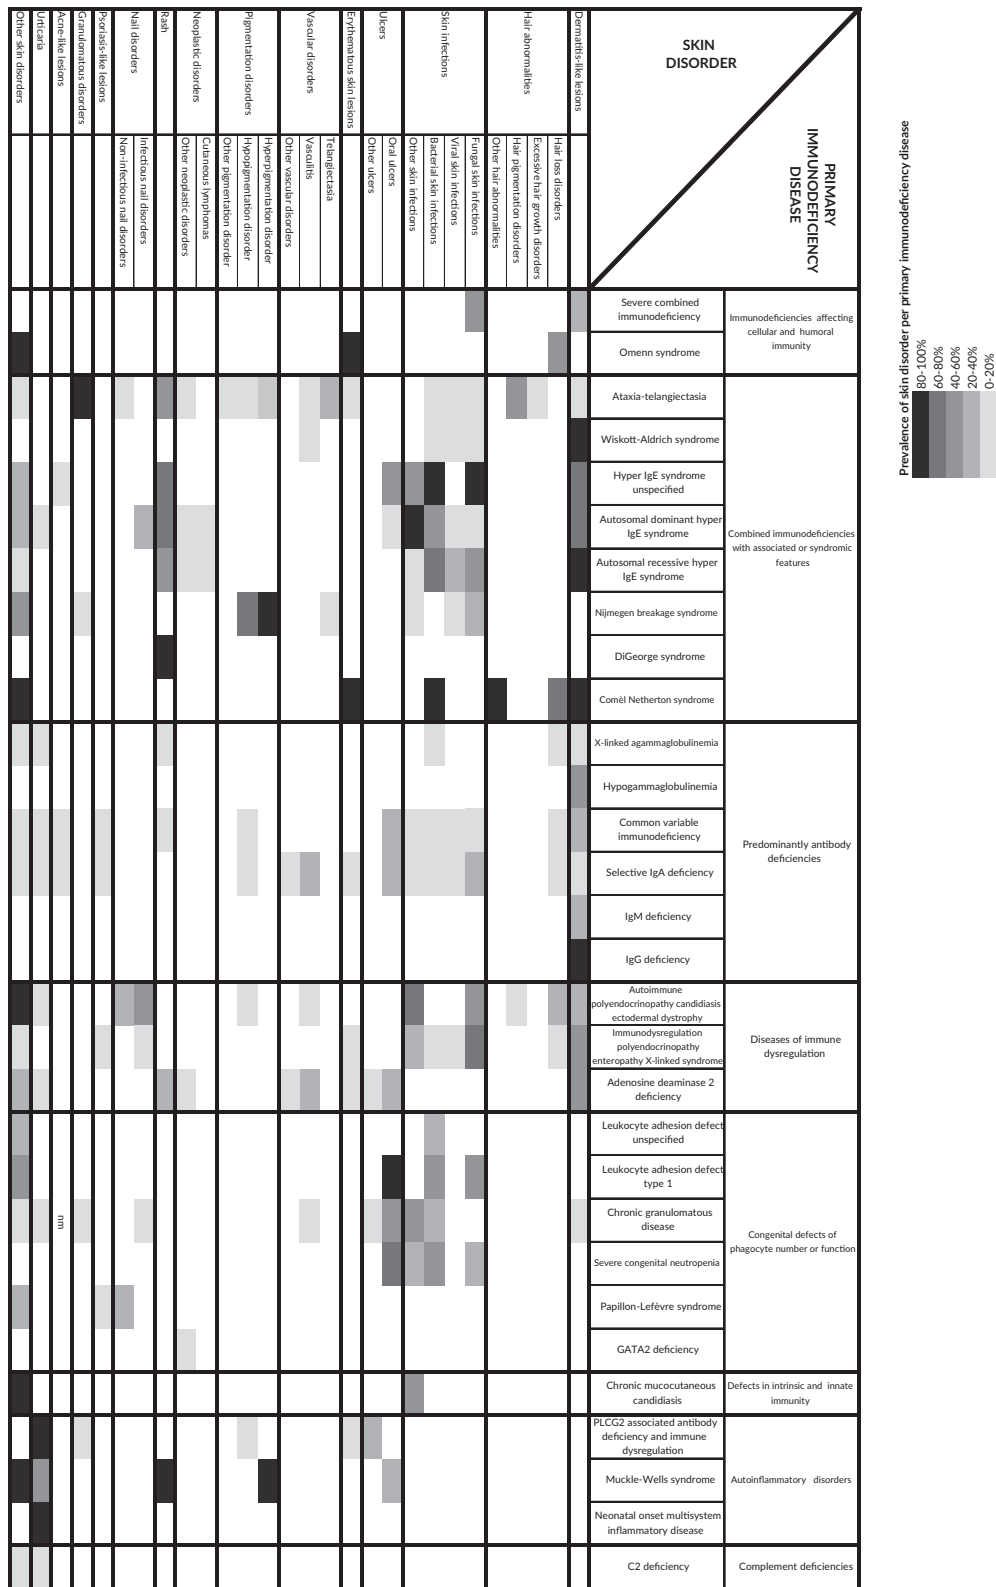 SKIN
DISORDER
PRIMARY
IMMUNODEFICIENCY
DISEASE
Other skin disorders
Urticaria
Acne-like lesions
Granulomatous disorders
Psoriasis-like lesions
Nail disorders
Rash
Neoplastic disorders
Pigmentation disorders
Vascular disorders
Erythematous skin lesions
Ulcers
Skin infections
Hair abnormalities
Dermatitis-like lesions
Non-infectious nail disorders
Infectious nail disorders
Other neoplastic disorders
Cutaneous lymphomas
Other pigmentation disorder
Hypopigmentation disorder
Hyperpigmentation disorder
Other vascular disorders
Vasculitis
Telangiectasia
Other ulcers
Oral ulcers
Other skin infections
Bacterial skin infections
Viral skin infections
Fungal skin infections
Other hair abnormalities
Hair pigmentation disorders
Excessive hair growth disorders
Hair loss disorders
Severe combined
immunodeficiency
Omenn syndrome
Immunodeficiencies affecting
cellular and humoral
immunity
Ataxia-telangiectasia
Wiskott-Aldrich syndrome
Hyper IgE syndrome
unspecified
Autosomal dominant hyper
IgE syndrome
Autosomal recessive hyper
IgE syndrome
Nijmegen breakage syndrome
DiGeorge syndrome
Comèl Netherton syndrome
Combined immunodeficiencies
with associated or syndromic
features
X-linked agammaglobulinemia
Hypogammaglobulinemia
Common variable
immunodeficiency
Selective IgA deficiency
IgM deficiency
IgG deficiency
Predominantly antibody
deficiencies
Autoimmune
polyendocrinopathy candidiasis
ectodermal dystrophy
Immunodysregulation
polyendocrinopathy
enteropathy X-linked syndrome
Adenosine deaminase 2
deficiency
Diseases of immune
dysregulation
Leukocyte adhesion defect
unspecified
Leukocyte adhesion defect
type 1
Chronic granulomatous
disease
nm
Severe congenital neutropenia
Papillon-Lefèvre syndrome
GATA2 deficiency
Congenital defects of
phagocyte number or function
Chronic mucocutaneous
candidiasis
Defects in intrinsic and innate
immunity
PLCG2 associated antibody
deficiency and immune
dysregulation
Muckle-Wells syndrome
Neonatal onset multisystem
inflammatory disease
Autoinflammatory disorders
C2 deficiency
Complement deficiencies
Prevalence of skin disorder per primary immunodeficiency disease
80-100%
60-80%
40-60%
20-40%
0-20%